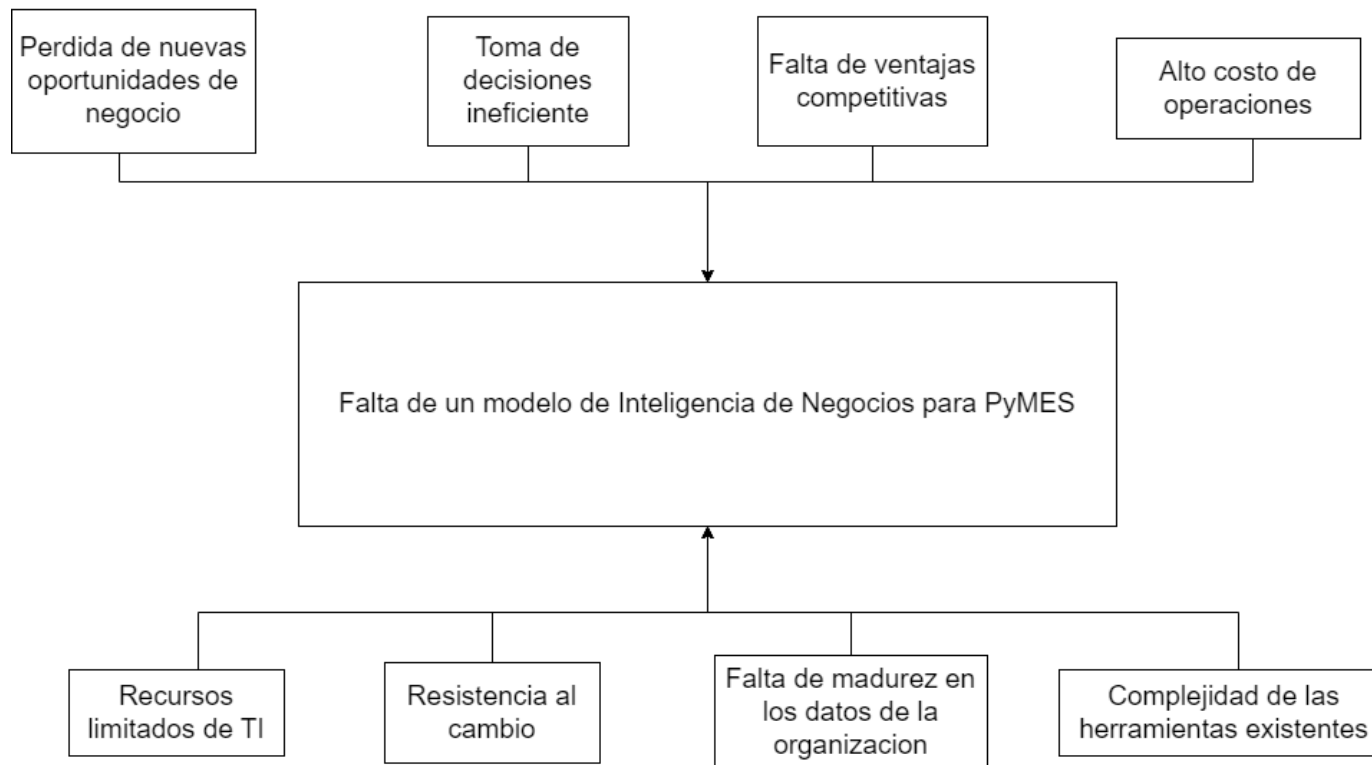 Perdida de nuevas
oportunidades de
negocio
Toma de
decisiones
ineficiente
Falta de ventajas
competitivas
Alto costo de
operaciones
Falta de un modelo de Inteligencia de Negocios para PyMES
Recursos
limitados de TI
Resistencia al
cambio
Falta de madurez en
los datos de la
organizacion
Complejidad de las
herramientas existentes